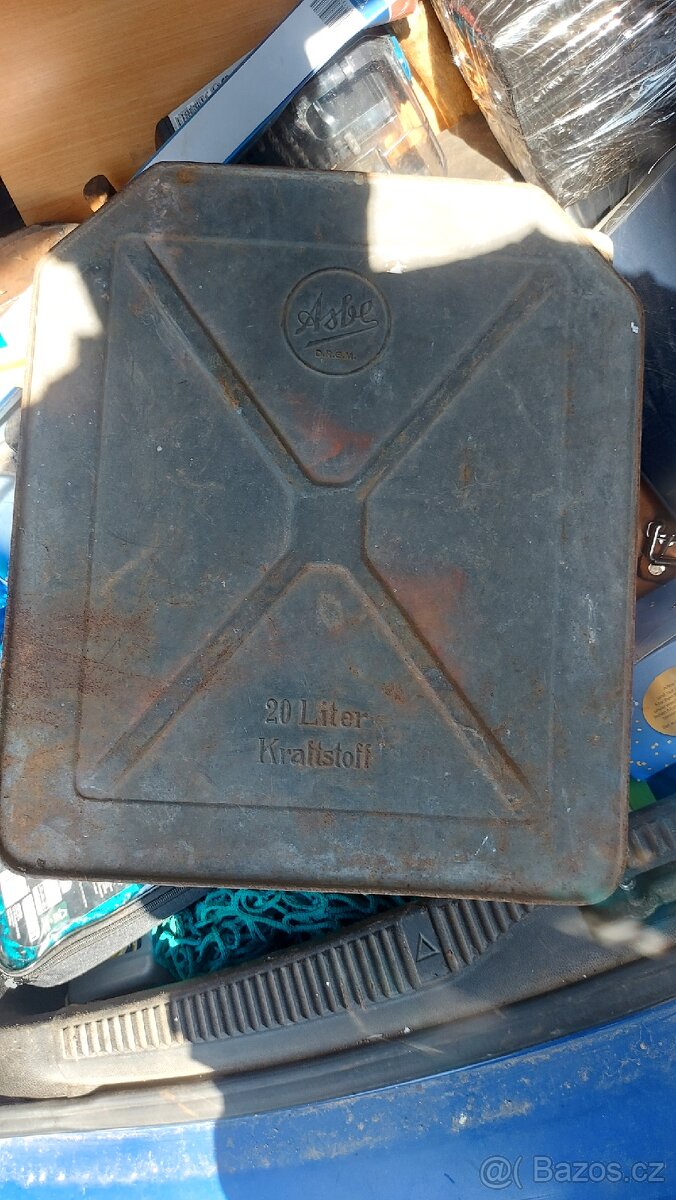 Asbe
D.R.G.M.
20 Liter
Kraftstoff
@( Bazos.cz